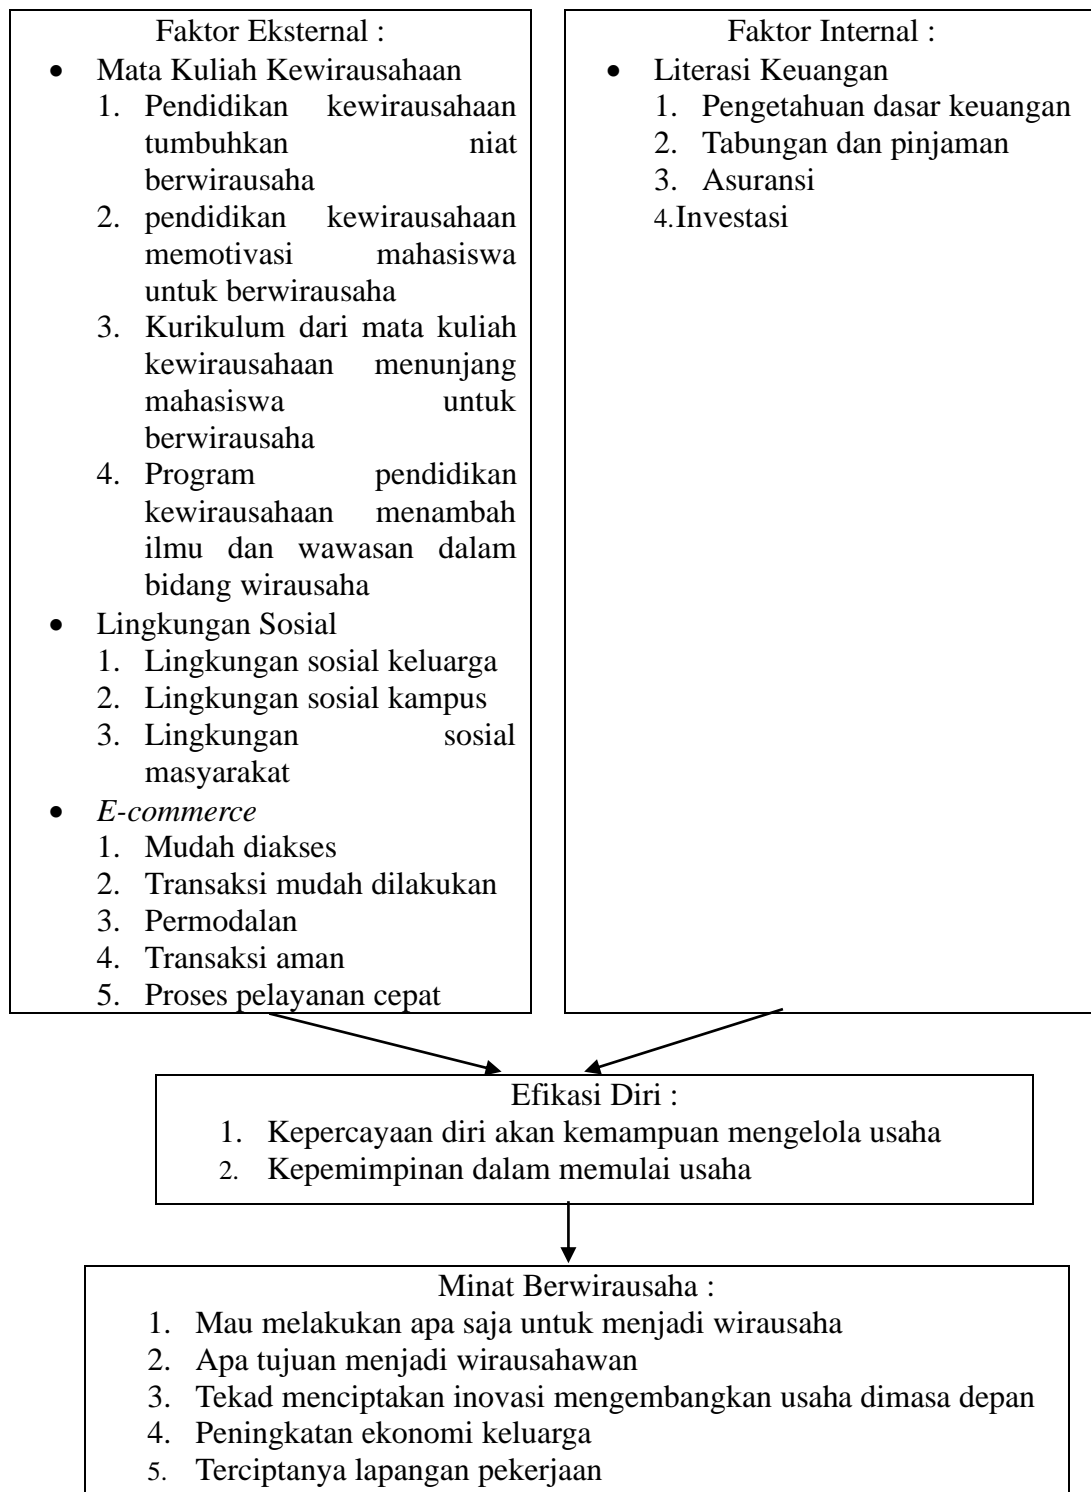 Faktor Eksternal :
• Mata Kuliah Kewirausahaan
1. Pendidikan kewirausahaan
tumbuhkan niat
berwirausaha
2. pendidikan kewirausahaan
memotivasi mahasiswa
untuk berwirausaha
3. Kurikulum dari mata kuliah
kewirausahaan menunjang
mahasiswa untuk
berwirausaha
4. Program pendidikan
kewirausahaan menambah
ilmu dan wawasan dalam
bidang wirausaha
• Lingkungan Sosial
1. Lingkungan sosial keluarga
2. Lingkungan sosial kampus
3. Lingkungan sosial
masyarakat
• E-commerce
1. Mudah diakses
2. Transaksi mudah dilakukan
3. Permodalan
4. Transaksi aman
5. Proses pelayanan cepat
Faktor Internal :
• Literasi Keuangan
1. Pengetahuan dasar keuangan
2. Tabungan dan pinjaman
3. Asuransi
4.Investasi
Efikasi Diri :
1. Kepercayaan diri akan kemampuan mengelola usaha
2. Kepemimpinan dalam memulai usaha
Minat Berwirausaha :
1. Mau melakukan apa saja untuk menjadi wirausaha
2. Apa tujuan menjadi wirausahawan
3. Tekad menciptakan inovasi mengembangkan usaha dimasa depan
4. Peningkatan ekonomi keluarga
5. Terciptanya lapangan pekerjaan